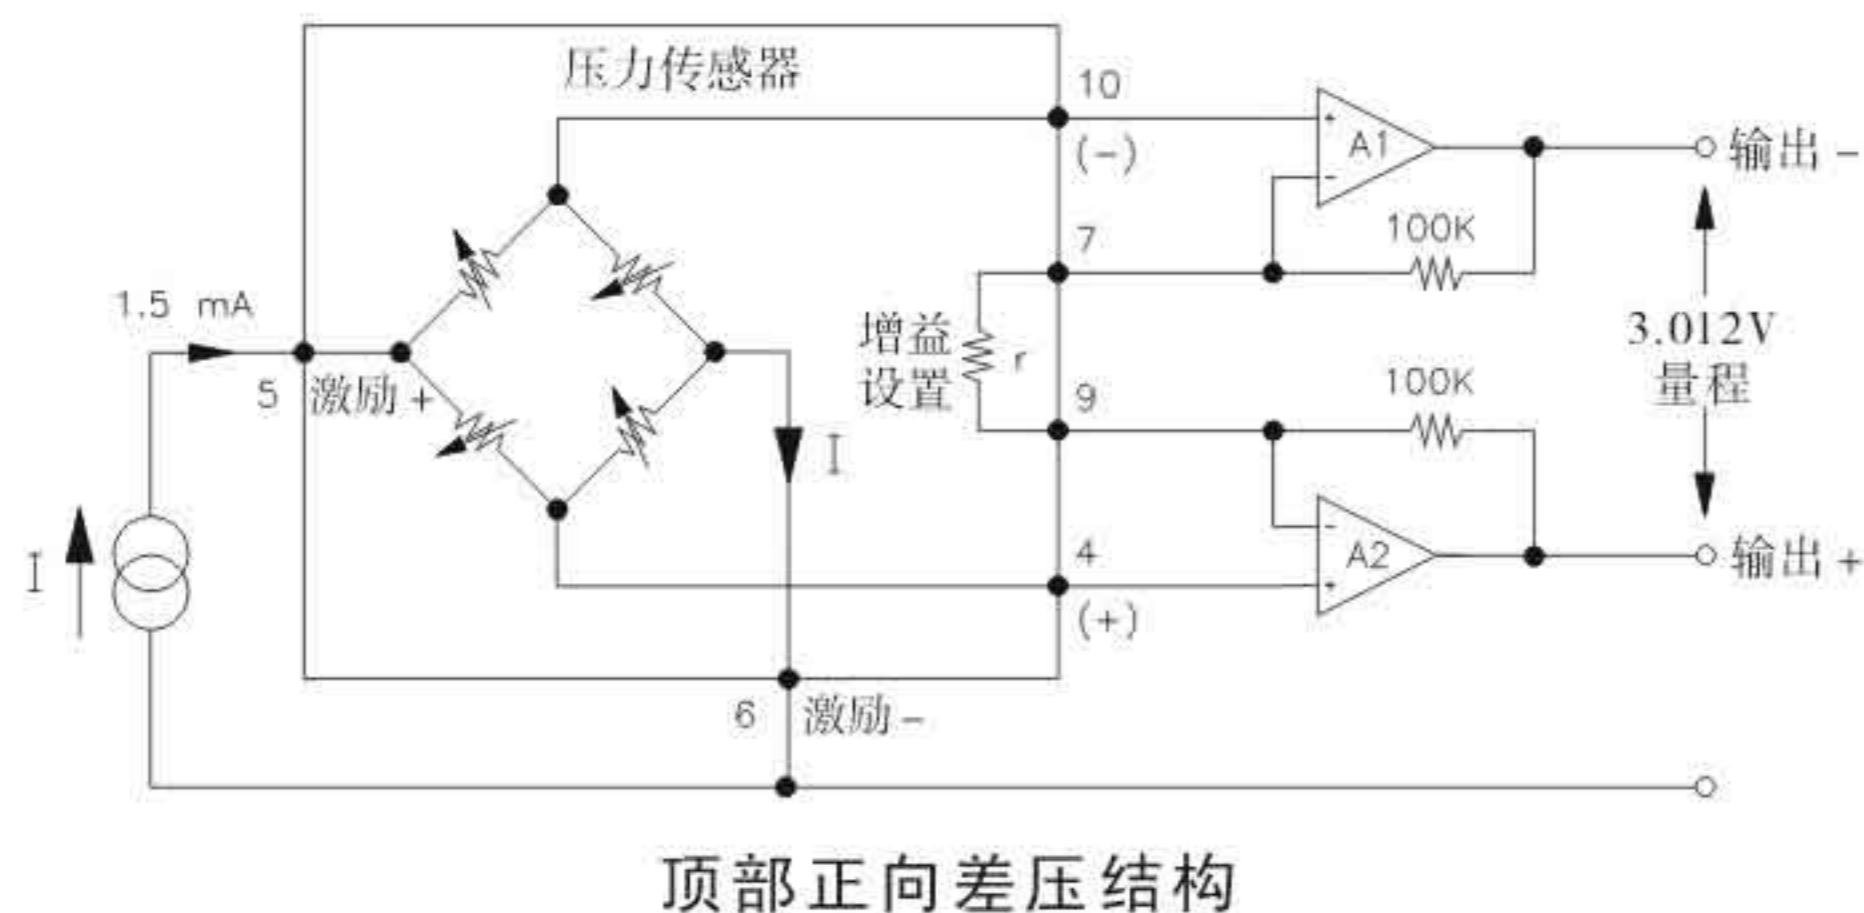 压力传感器
10
(-)
A1
+
-
输出 -
100K
7
1.5 mA
增益
设置
r
3.012V
量程
5
激励 +
9
100K
I
I
4
(+)
A2
-
+
输出 +
6
激励 -
顶部正向差压结构